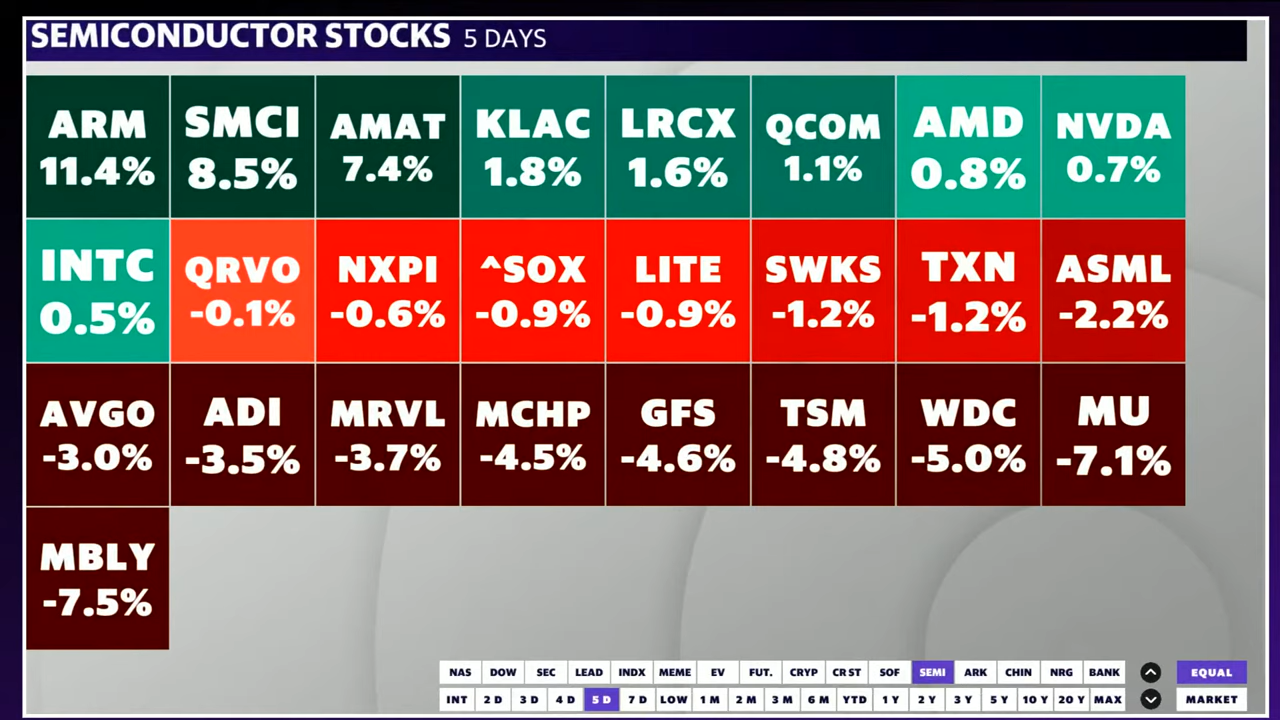 SEMICONDUCTOR STOCKS 5 DAYS
ARM SMCI AMAT KLAC LRCX QCOM AMD NVDA
11.4% 8.5% 7.4% 1.8% 1.6% 1.1% 0.8% 0.7%
INTC QRVO NXPI ^SOX LITE SWKS TXN ASML
0.5% -0.1% -0.6% -0.9% -0.9% -1.2% -1.2% -2.2%
AVGO ADI MRVL MCHP GFS TSM WDC MU
-3.0% -3.5% -3.7% -4.5% -4.6% -4.8% -5.0% -7.1%
MBLY
-7.5%
NAS DOW SEC LEAD INDX MEME EV FUT. CRYP CR ST SOF SEMI ARK CHIN NRG BANK EQUAL
INT 2 D 3 D 4 D 5 D 7 D LOW 1 M 2 M 3 M 6 M YTD 1 Y 2 Y 3 Y 5 Y 10 Y 20 Y MAX MARKET